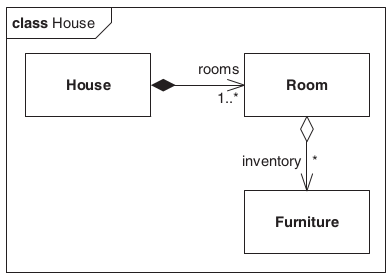 class House
House
rooms
1..*
Room
inventory
*
Furniture